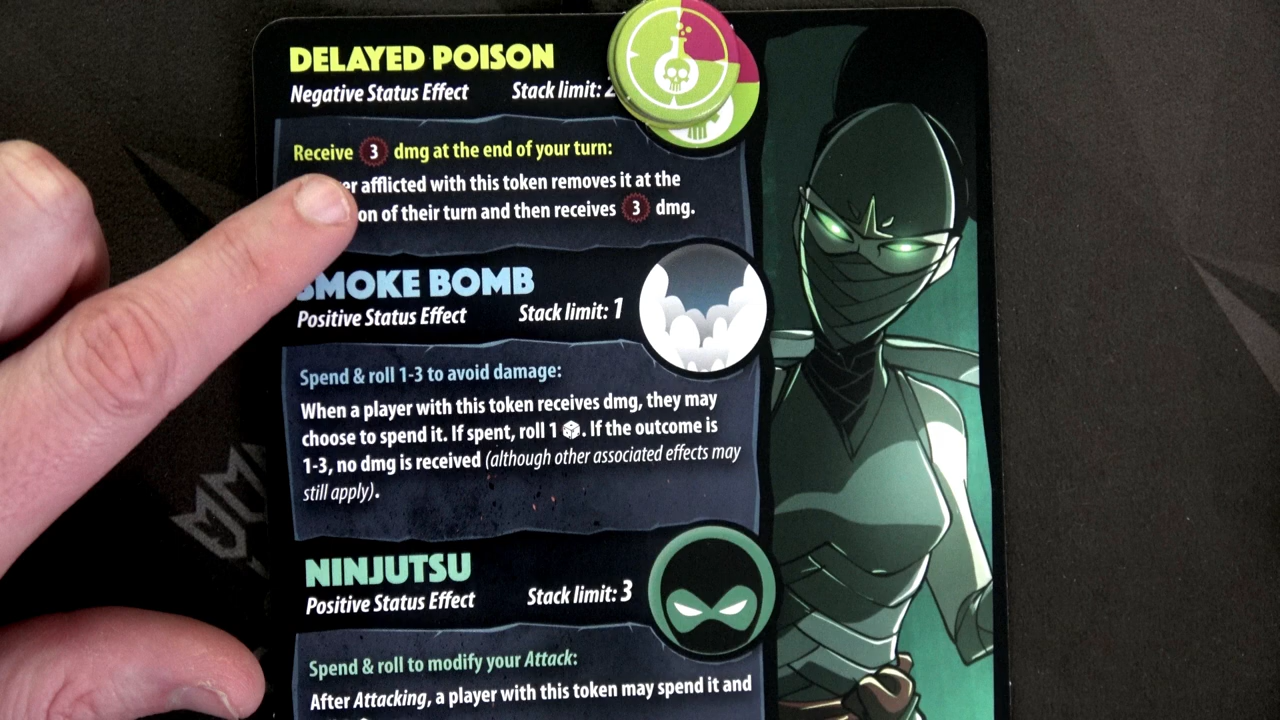 DELAYED POISON
Negative Status Effect Stack limit: 2
Receive 3 dmg at the end of your turn:
afflicted with this token removes it at the
of their turn and then receives 3 dmg.
SMOKE BOMB
Positive Status Effect Stack limit: 1
Spend & roll 1-3 to avoid damage:
When a player with this token receives dmg, they may
choose to spend it. If spent, roll 1 . If the outcome is
1-3, no dmg is received (although other associated effects may
still apply).
NINJUTSU
Positive Status Effect Stack limit: 3
Spend & roll to modify your Attack:
After Attacking, a player with this token may spend it and